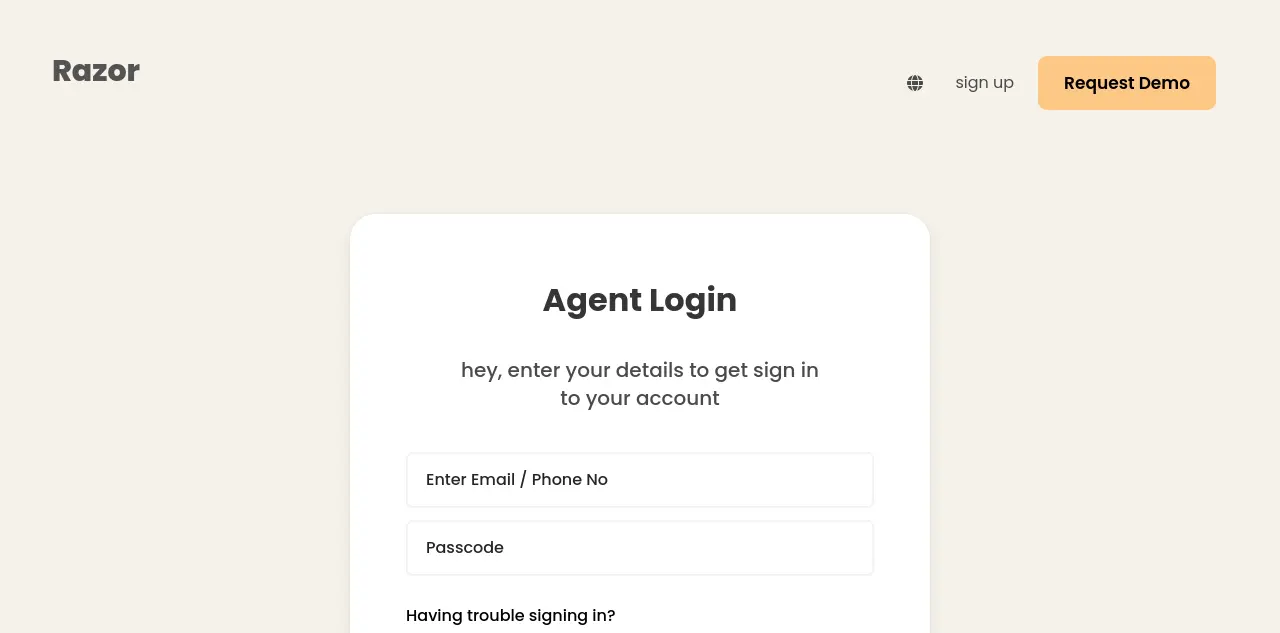 Razor
sign up
Request Demo
Agent Login
hey, enter your details to get sign in
to your account
Enter Email / Phone No
Passcode
Having trouble signing in?